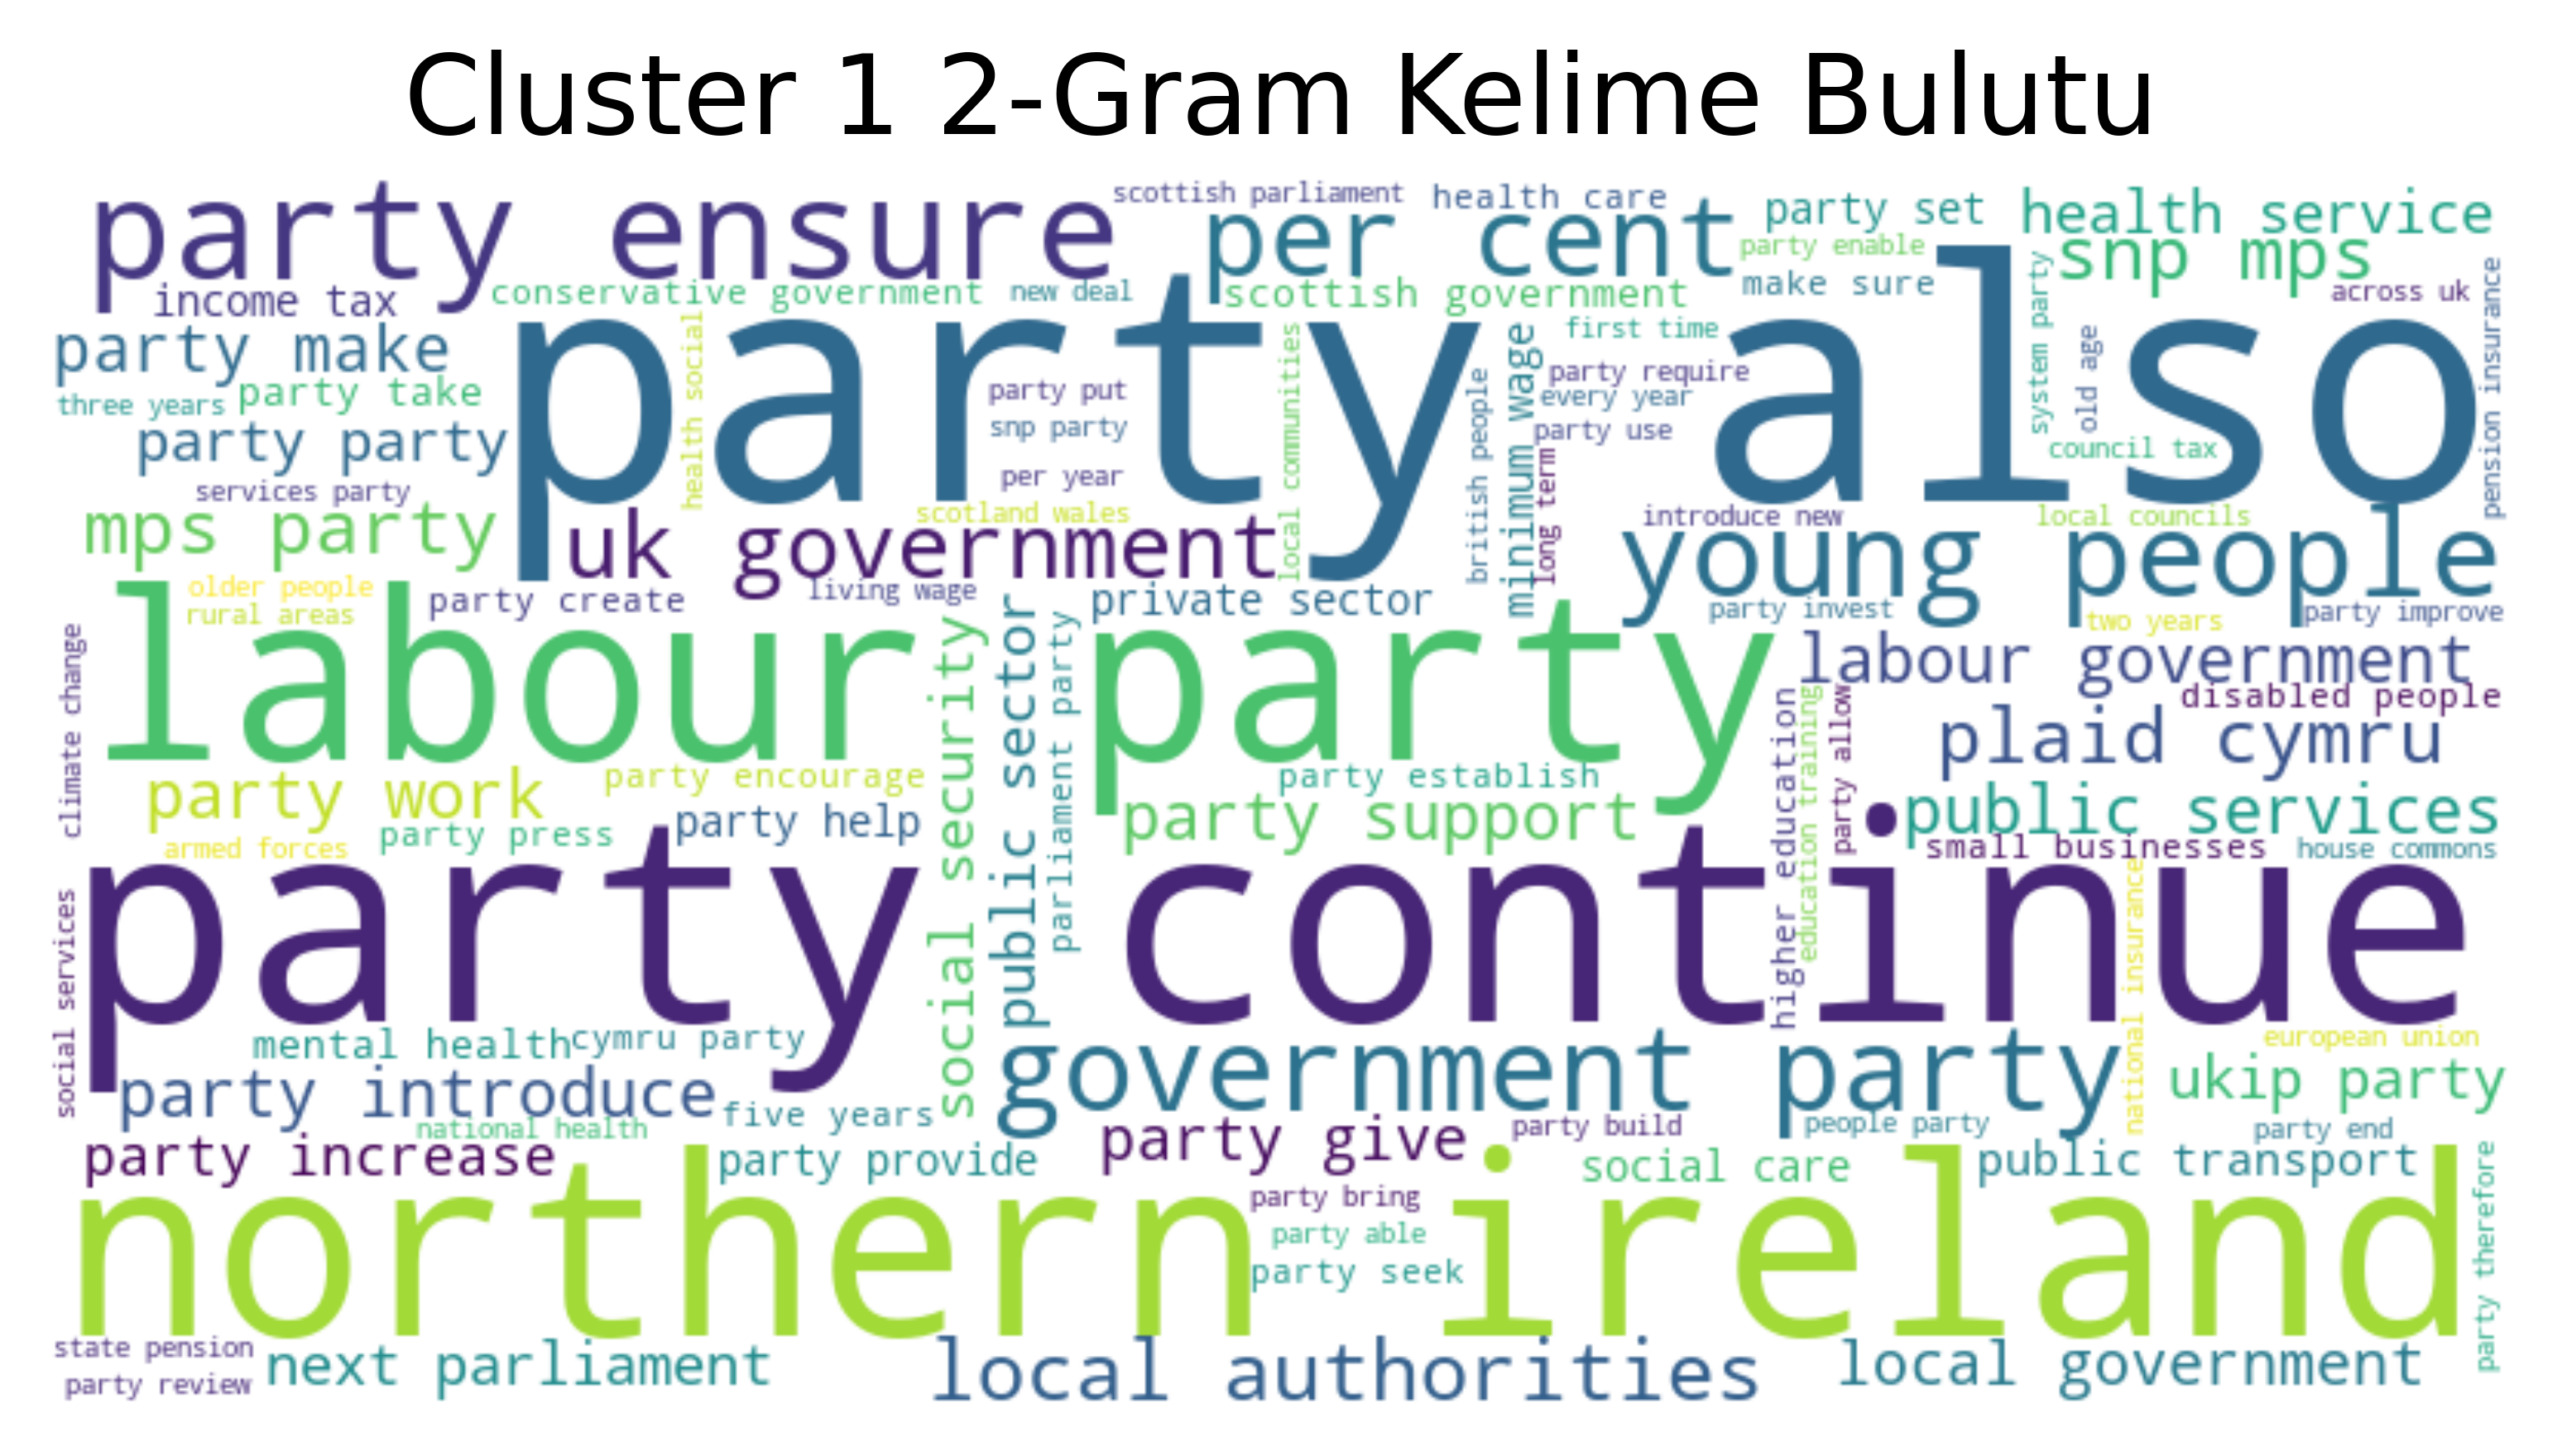 Cluster 1 2-Gram Kelime Bulutu
party ensure
scottish parliament
health care
per cent
party set
health service
party enable
snp mps
income tax
conservative government
new deal
scottish government
make sure
across uk
party also
system party
pension insurance
party make
health social
first time
minimum wage
local communities
old age
three years
party take
party put
party require
every year
british people
party party
snp party
party use
council tax
per year
long term
services party
mps party
scotland wales
introduce new
local councils
uk government
young people
older people
rural areas
party create
living wage
private sector
party invest
two years
party improve
labour party
climate change
social security
public sector
parliament party
labour government
disabled people
higher education
education training
party allow
plaid cymru
party work
party encourage
party establish
public services
party support
party press
party help
armed forces
small businesses
house commons
party continue
social services
national insurance
mental health
cymru party
government party
european union
ukip party
party introduce
five years
national health
party give
party build
people party
party end
party increase
party provide
social care
public transport
northern ireland
party bring
party able
party seek
party therefore
state pension
next parliament
local authorities
local government
party review